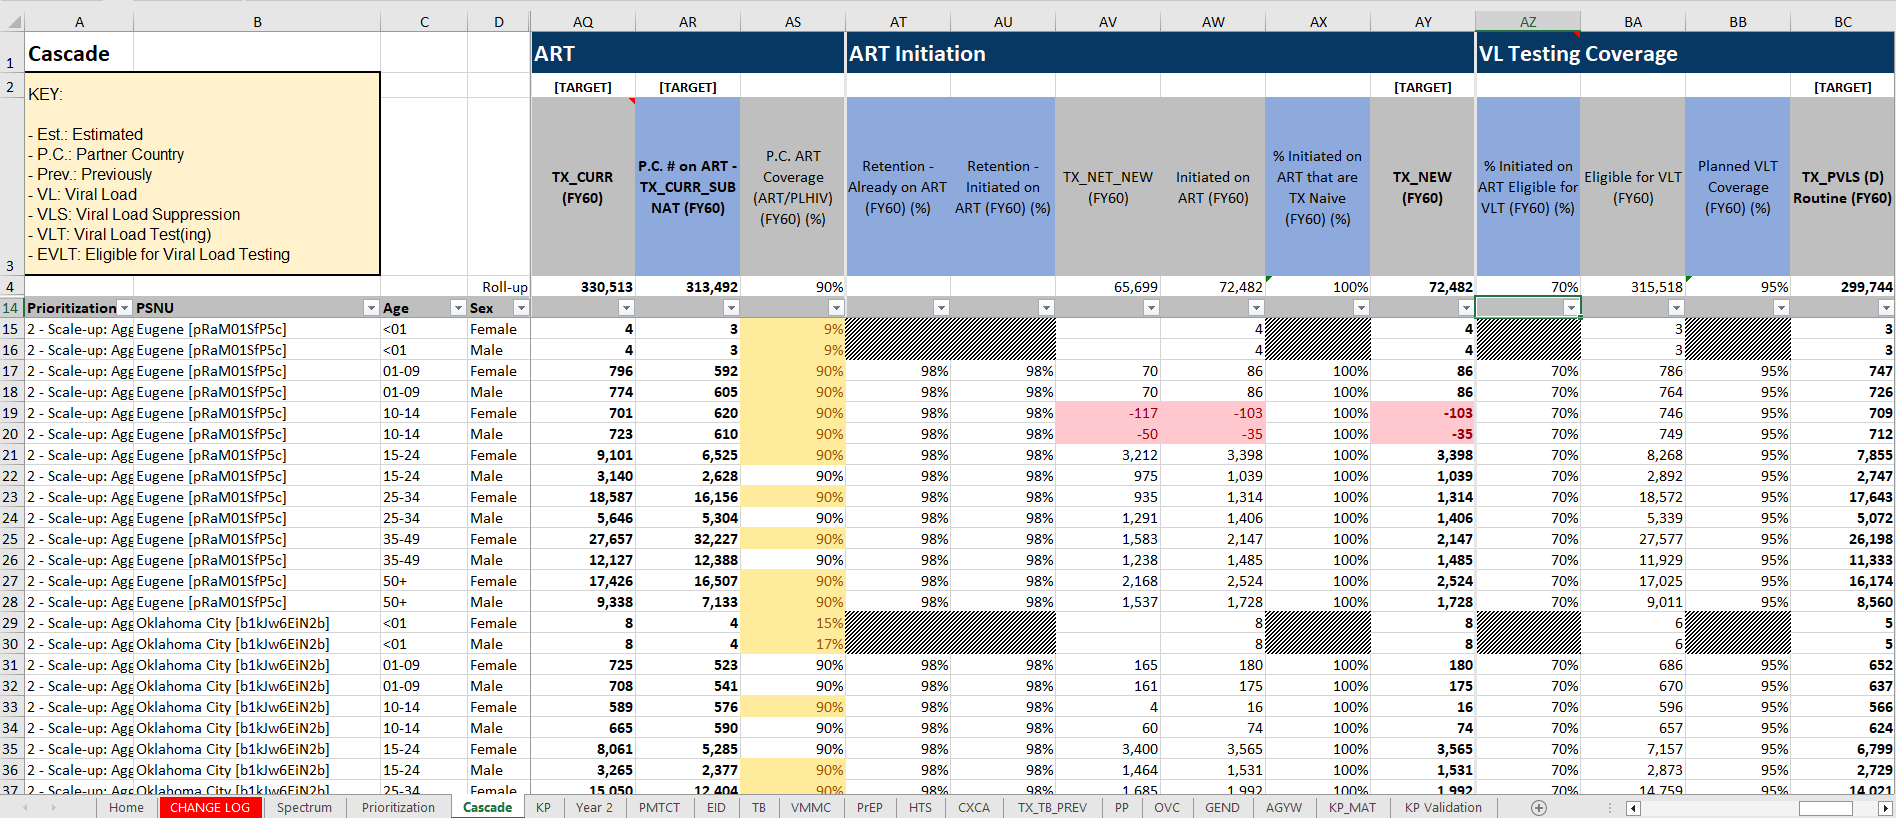 A B C D AQ AR AS AT AU AV AW AX AY AZ BA BB BC
1 Cascade ART ART Initiation VL Testing Coverage
2 [TARGET] [TARGET] [TARGET] [TARGET]
KEY:
- Est.: Estimated
- P.C.: Partner Country
- Prev.: Previously
- VL: Viral Load
- VLS: Viral Load Suppression
- VLT: Viral Load Test(ing)
- EVLT: Eligible for Viral Load Testing
3
TX_CURR
(FY60)
P.C. # on ART -
TX_CURR_SUB
NAT (FY60)
P.C. ART
Coverage
(ART/PLHIV)
(FY60) (%)
Retention -
Already on ART
(FY60) (%)
Retention -
Initiated on
ART (FY60) (%)
TX_NET_NEW
(FY60)
Initiated on
ART (FY60)
% Initiated on
ART that are
TX Naive
(FY60) (%)
TX_NEW
(FY60)
% Initiated on
ART Eligible for
VLT (FY60) (%)
Eligible for VLT
(FY60)
Planned VLT
Coverage
(FY60) (%)
TX_PVLS (D)
Routine (FY60)
4 Roll-up 330,513 313,492 90% 65,699 72,482 100% 72,482 70% 315,518 95% 299,744
14 Prioritization PSNU Age Sex
15 2 - Scale-up: Agg Eugene [pRaM01SfP5c] <01 Female 4 3 9% 4 4 3 3
16 2 - Scale-up: Agg Eugene [pRaM01SfP5c] <01 Male 4 3 9% 4 4 3 3
17 2 - Scale-up: Agg Eugene [pRaM01SfP5c] 01-09 Female 796 592 90% 98% 98% 70 86 100% 86 70% 786 95% 747
18 2 - Scale-up: Agg Eugene [pRaM01SfP5c] 01-09 Male 774 605 90% 98% 98% 70 86 100% 86 70% 764 95% 726
19 2 - Scale-up: Agg Eugene [pRaM01SfP5c] 10-14 Female 701 620 90% 98% 98% -117 -103 100% -103 70% 746 95% 709
20 2 - Scale-up: Agg Eugene [pRaM01SfP5c] 10-14 Male 723 610 90% 98% 98% -50 -35 100% -35 70% 749 95% 712
21 2 - Scale-up: Agg Eugene [pRaM01SfP5c] 15-24 Female 9,101 6,525 90% 98% 98% 3,212 3,398 100% 3,398 70% 8,268 95% 7,855
22 2 - Scale-up: Agg Eugene [pRaM01SfP5c] 15-24 Male 3,140 2,628 90% 98% 98% 975 1,039 100% 1,039 70% 2,892 95% 2,747
23 2 - Scale-up: Agg Eugene [pRaM01SfP5c] 25-34 Female 18,587 16,156 90% 98% 98% 935 1,314 100% 1,314 70% 18,572 95% 17,643
24 2 - Scale-up: Agg Eugene [pRaM01SfP5c] 25-34 Male 5,646 5,304 90% 98% 98% 1,291 1,406 100% 1,406 70% 5,339 95% 5,072
25 2 - Scale-up: Agg Eugene [pRaM01SfP5c] 35-49 Female 27,657 32,227 90% 98% 98% 1,583 2,147 100% 2,147 70% 27,577 95% 26,198
26 2 - Scale-up: Agg Eugene [pRaM01SfP5c] 35-49 Male 12,127 12,388 90% 98% 98% 1,238 1,485 100% 1,485 70% 11,929 95% 11,333
27 2 - Scale-up: Agg Eugene [pRaM01SfP5c] 50+ Female 17,426 16,507 90% 98% 98% 2,168 2,524 100% 2,524 70% 17,025 95% 16,174
28 2 - Scale-up: Agg Eugene [pRaM01SfP5c] 50+ Male 9,338 7,133 90% 98% 98% 1,537 1,728 100% 1,728 70% 9,011 95% 8,560
29 2 - Scale-up: Agg Oklahoma City [b1kJw6EiN2b] <01 Female 8 4 15% 8 8 6 5
30 2 - Scale-up: Agg Oklahoma City [b1kJw6EiN2b] <01 Male 8 4 17% 8 8 6 5
31 2 - Scale-up: Agg Oklahoma City [b1kJw6EiN2b] 01-09 Female 725 523 90% 98% 98% 165 180 100% 180 70% 686 95% 652
32 2 - Scale-up: Agg Oklahoma City [b1kJw6EiN2b] 01-09 Male 708 541 90% 98% 98% 161 175 100% 175 70% 670 95% 637
33 2 - Scale-up: Agg Oklahoma City [b1kJw6EiN2b] 10-14 Female 589 576 90% 98% 98% 4 16 100% 16 70% 596 95% 566
34 2 - Scale-up: Agg Oklahoma City [b1kJw6EiN2b] 10-14 Male 665 590 90% 98% 98% 60 74 100% 74 70% 657 95% 624
35 2 - Scale-up: Agg Oklahoma City [b1kJw6EiN2b] 15-24 Female 8,061 5,285 90% 98% 98% 3,400 3,565 100% 3,565 70% 7,157 95% 6,799
36 2 - Scale-up: Agg Oklahoma City [b1kJw6EiN2b] 15-24 Male 3,265 2,377 90% 98% 98% 1,464 1,531 100% 1,531 70% 2,873 95% 2,729
37 2 - Scale-up: Agg Oklahoma City [b1kJw6EiN2b] 25-34 Female 15,050 12,404 90% 98% 98% 1,685 1,992 100% 1,992 70% 14,759 95% 14,021
Home CHANGE LOG Spectrum Prioritization Cascade KP Year 2 PMTCT EID TB VMMC PrEP HTS CXCA TX_TB_PREV PP OVC GEND AGYW KP_MAT KP Validation